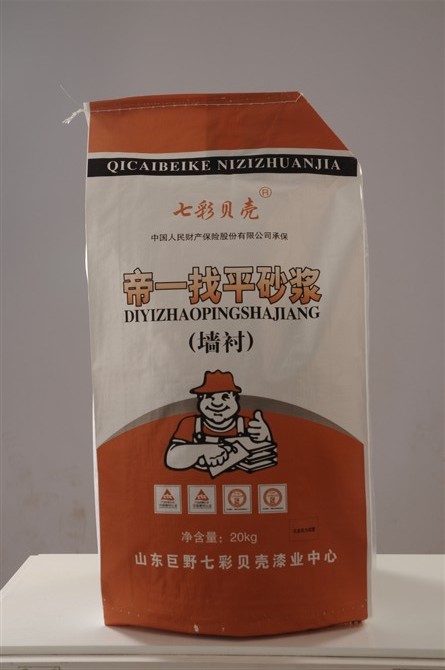 QICAIBEIKE NIZIZHUANJIA
七彩贝壳®
中国人民财产保险股份有限公司承保
帝一找平砂浆
DIYIZHAOPINGSHAJIANG
(墙衬)
净含量：20kg
山东巨野七彩贝壳漆业中心